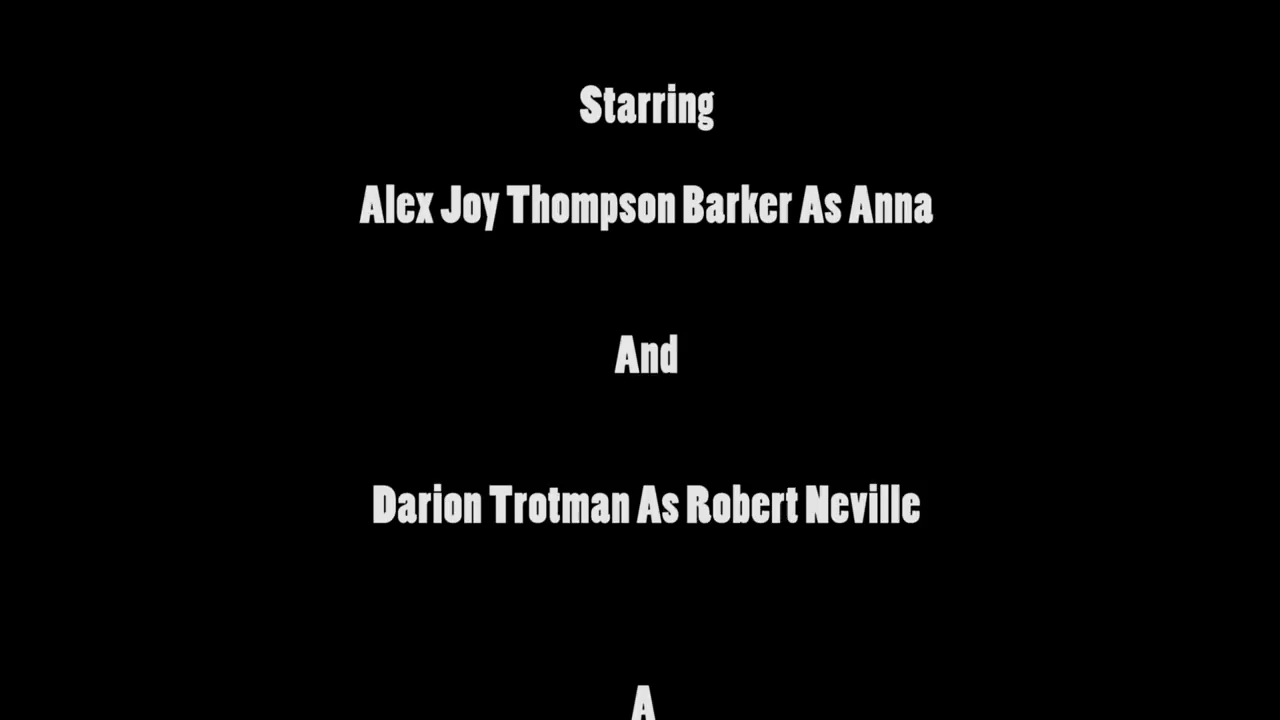 Starring
Alex Joy Thompson Barker As Anna
And
Darion Trotman As Robert Neville
A